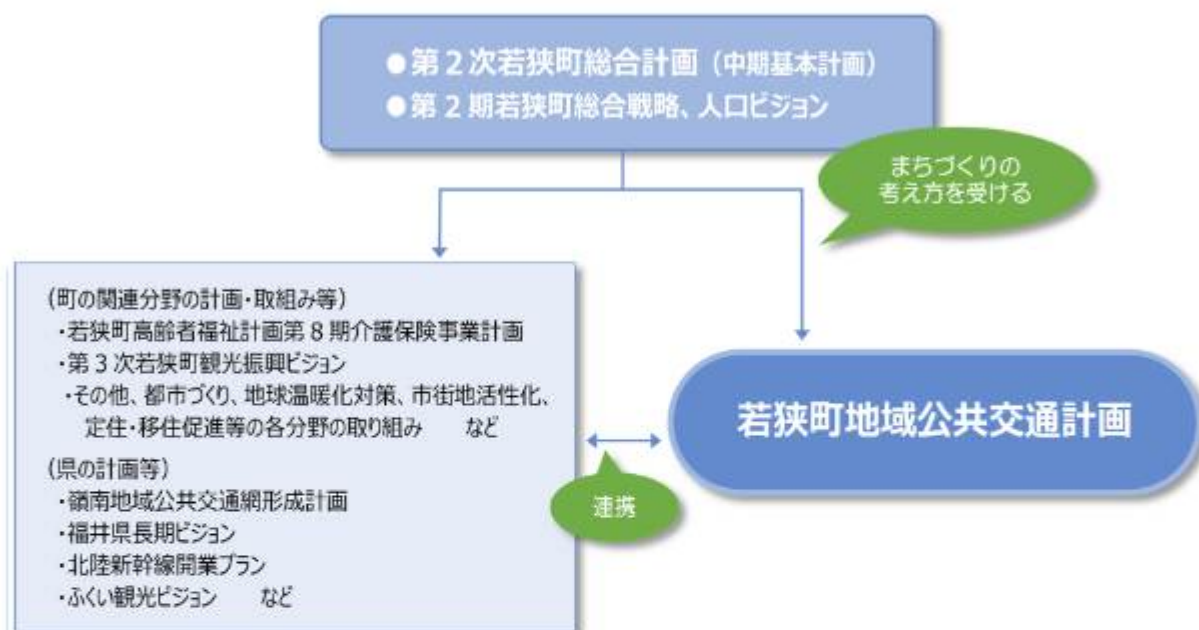 ●第2次若狭町総合計画（中期基本計画）
●第2期若狭町総合戦略、人口ビジョン
まちづくりの
考え方を受ける
（町の関連分野の計画・取組み等）
・若狭町高齢者福祉計画第8期介護保険事業計画
・第3次若狭町観光振興ビジョン
・その他、都市づくり、地球温暖化対策、市街地活性化、
定住・移住促進等の各分野の取り組み　など
（県の計画等）
・嶺南地域公共交通網形成計画
・福井県長期ビジョン
・北陸新幹線開業プラン
・ふくい観光ビジョン　など
連携
若狭町地域公共交通計画